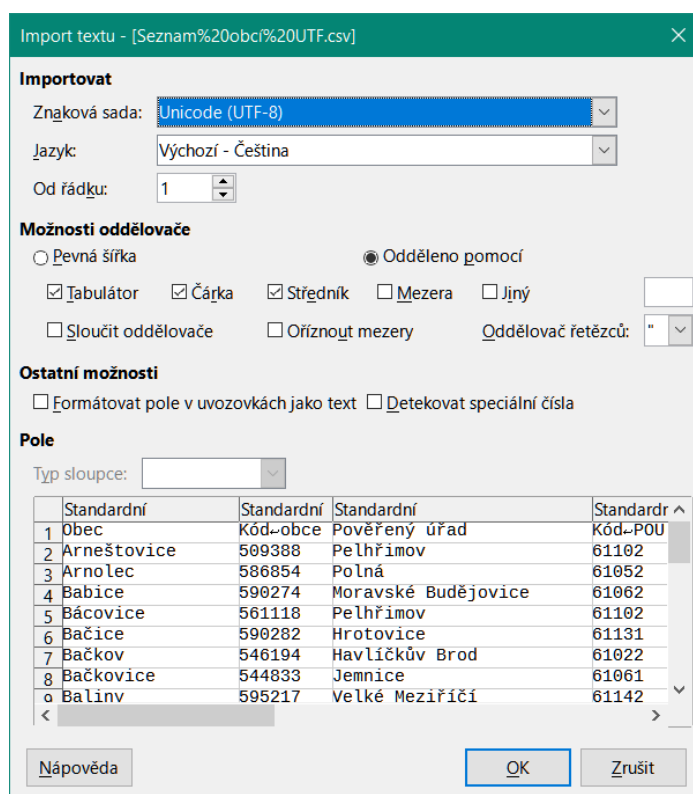 Import textu - [Seznam%20obcí%20UTF.csv]
Importovat
Znaková sada: Unicode (UTF-8)
Jazyk: Výchozí - Čeština
Od řádku: 1
Možnosti oddělovače
Pevná šířka Odděleno pomocí
Tabulátor Čárka Středník Mezera Jiný
Sloučit oddělovače Oříznout mezery Oddělovač řetězců: "
Ostatní možnosti
Formátovat pole v uvozovkách jako text Detekovat speciální čísla
Pole
Typ sloupce:
Standardní Standardní Standardní Standardr
1 Obec Kód↵obce Pověřený úřad Kód↵POU
2 Arneštovice 509388 Pelhřimov 61102
3 Arnolec 586854 Polná 61052
4 Babice 590274 Moravské Budějovice 61062
5 Bácovice 561118 Pelhřimov 61102
6 Bačice 590282 Hrotovice 61131
7 Bačkov 546194 Havlíčkův Brod 61022
8 Bačkovice 544833 Jemnice 61061
9 Baliny 595217 Velké Meziříčí 61142
Nápověda OK Zrušit